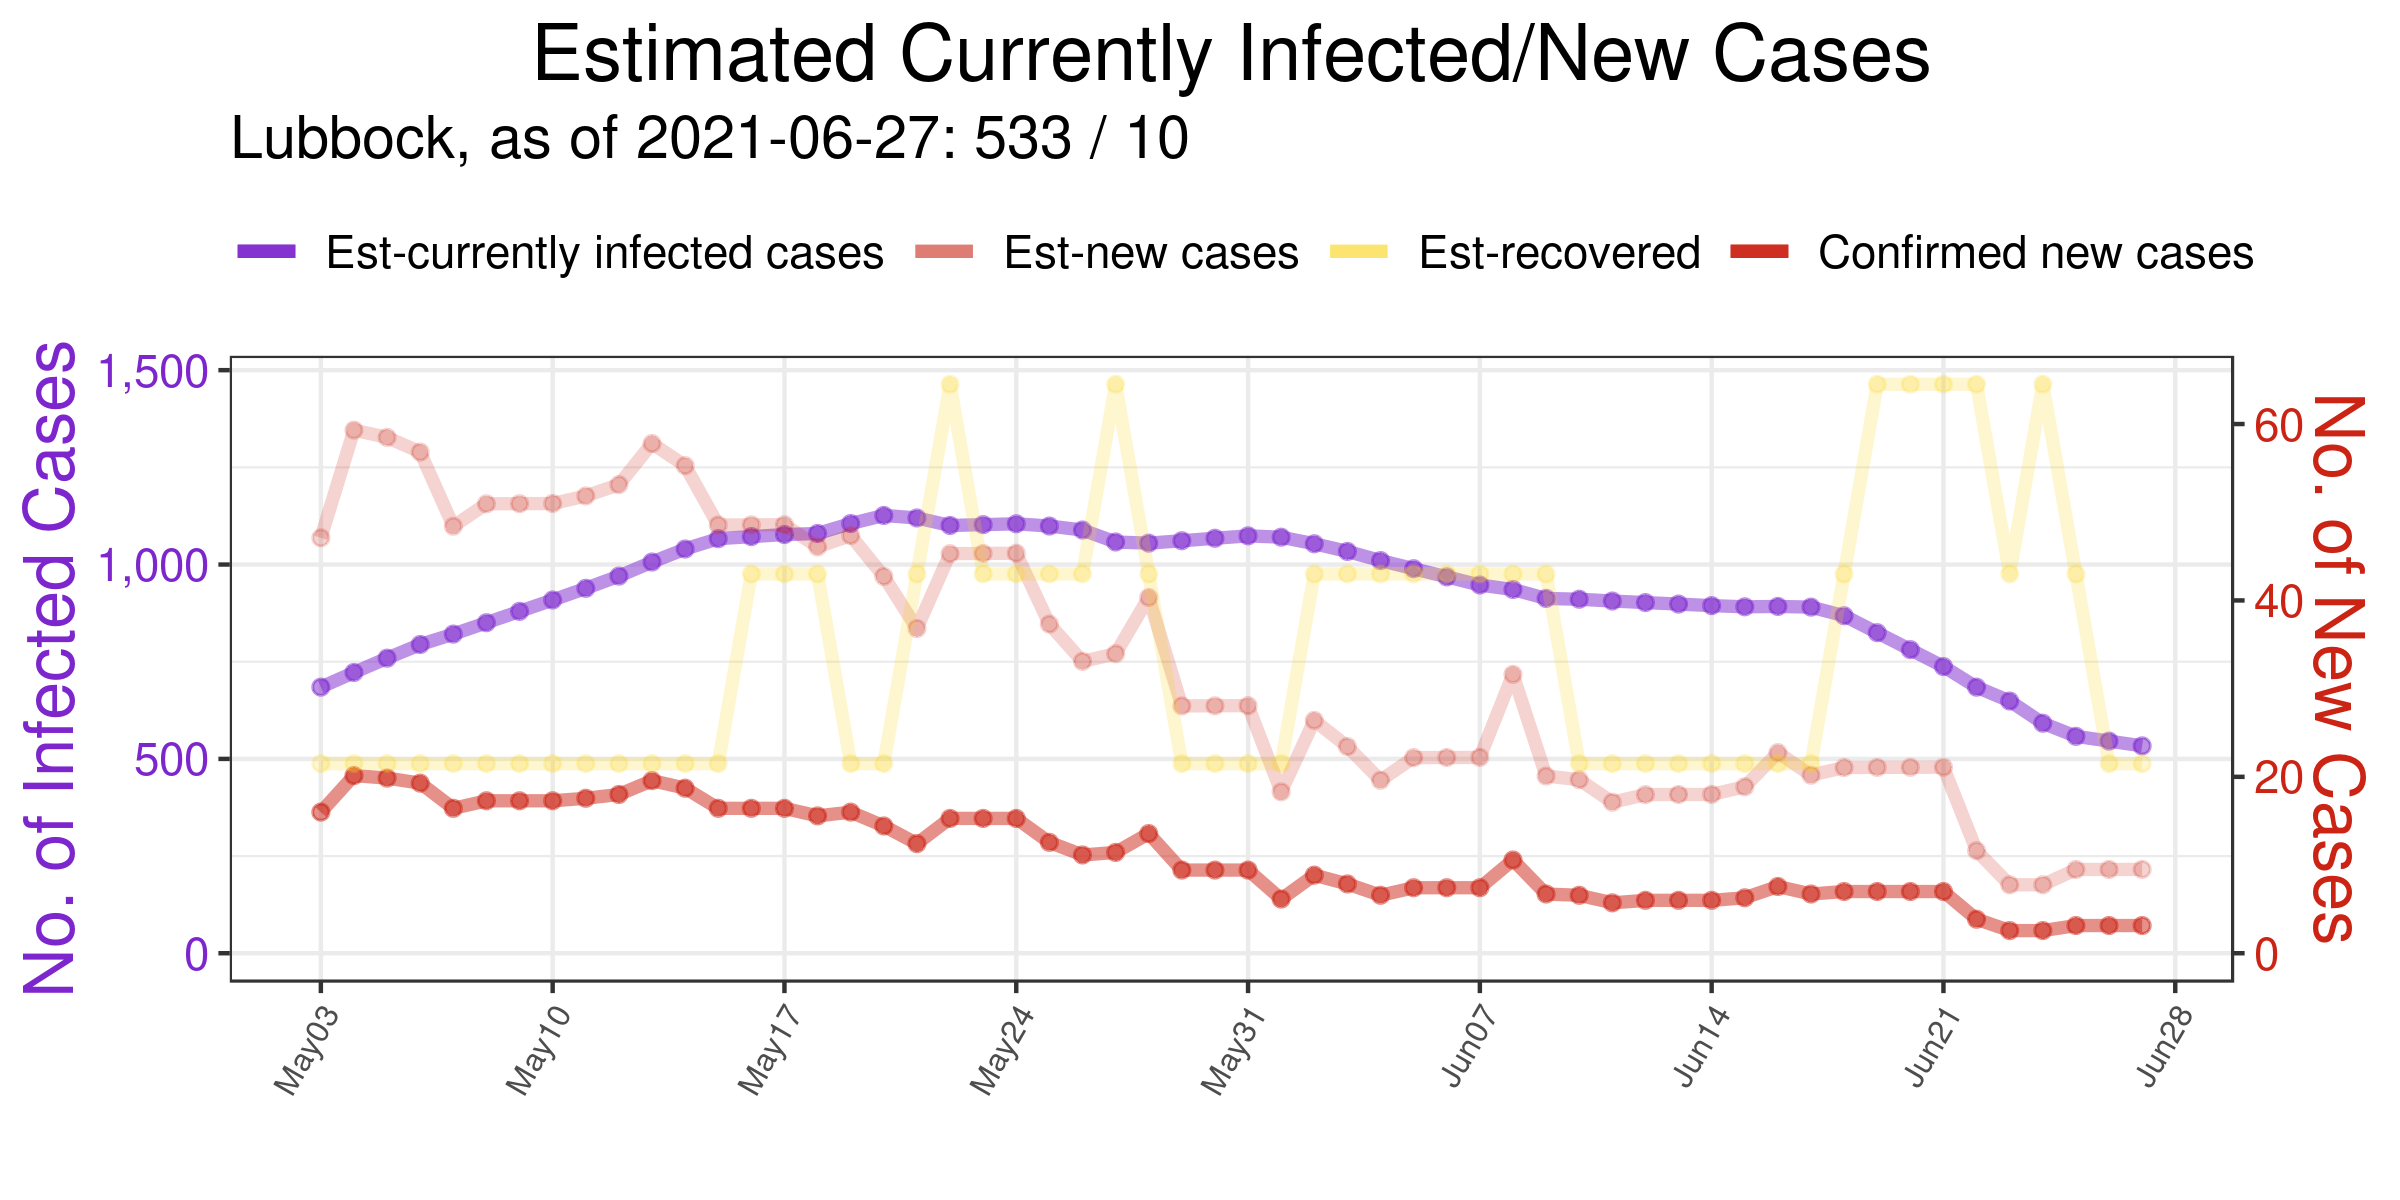 Estimated Currently Infected/New Cases
Lubbock, as of 2021-06-27: 533 / 10
Est-currently infected cases Est-new cases Est-recovered Confirmed new cases
No. of Infected Cases
1,500
1,000
500
0
60
40
20
0
No. of New Cases
May03 May10 May17 May24 May31 Jun07 Jun14 Jun21 Jun28